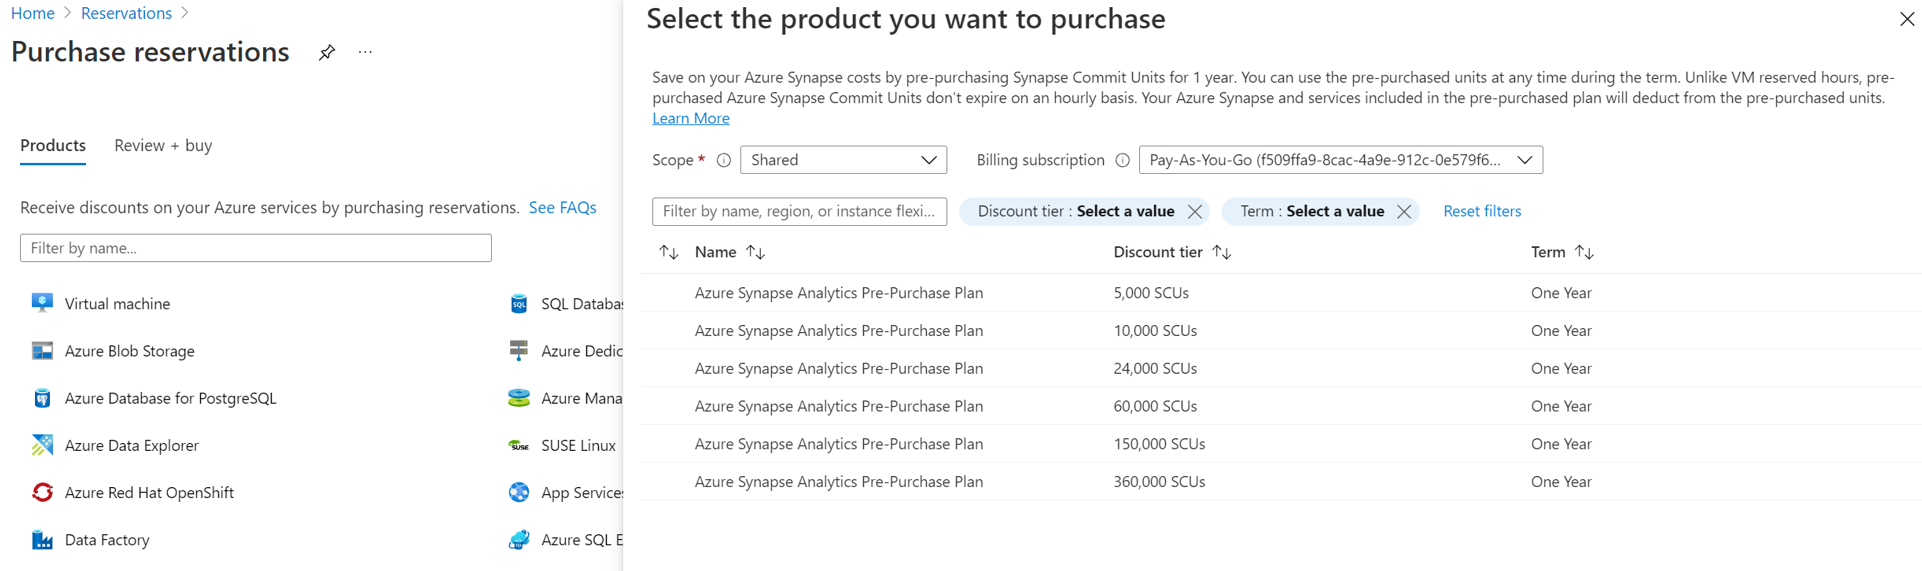 Home > Reservations >
Purchase reservations ...
Products Review + buy
Receive discounts on your Azure services by purchasing reservations. See FAQs
Filter by name...
Virtual machine
SQL Databas
Azure Blob Storage
Azure Dedic
Azure Database for PostgreSQL
Azure Mana
Azure Data Explorer
SUSE Linux
Azure Red Hat OpenShift
App Services
Data Factory
Azure SQL E
Select the product you want to purchase
Save on your Azure Synapse costs by pre-purchasing Synapse Commit Units for 1 year. You can use the pre-purchased units at any time during the term. Unlike VM reserved hours, pre-
purchased Azure Synapse Commit Units don't expire on an hourly basis. Your Azure Synapse and services included in the pre-purchased plan will deduct from the pre-purchased units.
Learn More
Scope * Shared Billing subscription Pay-As-You-Go (f509ffa9-8cac-4a9e-912c-0e579f6...
Filter by name, region, or instance flexi... Discount tier : Select a value Term : Select a value Reset filters
Name Discount tier Term
Azure Synapse Analytics Pre-Purchase Plan 5,000 SCUs One Year
Azure Synapse Analytics Pre-Purchase Plan 10,000 SCUs One Year
Azure Synapse Analytics Pre-Purchase Plan 24,000 SCUs One Year
Azure Synapse Analytics Pre-Purchase Plan 60,000 SCUs One Year
Azure Synapse Analytics Pre-Purchase Plan 150,000 SCUs One Year
Azure Synapse Analytics Pre-Purchase Plan 360,000 SCUs One Year